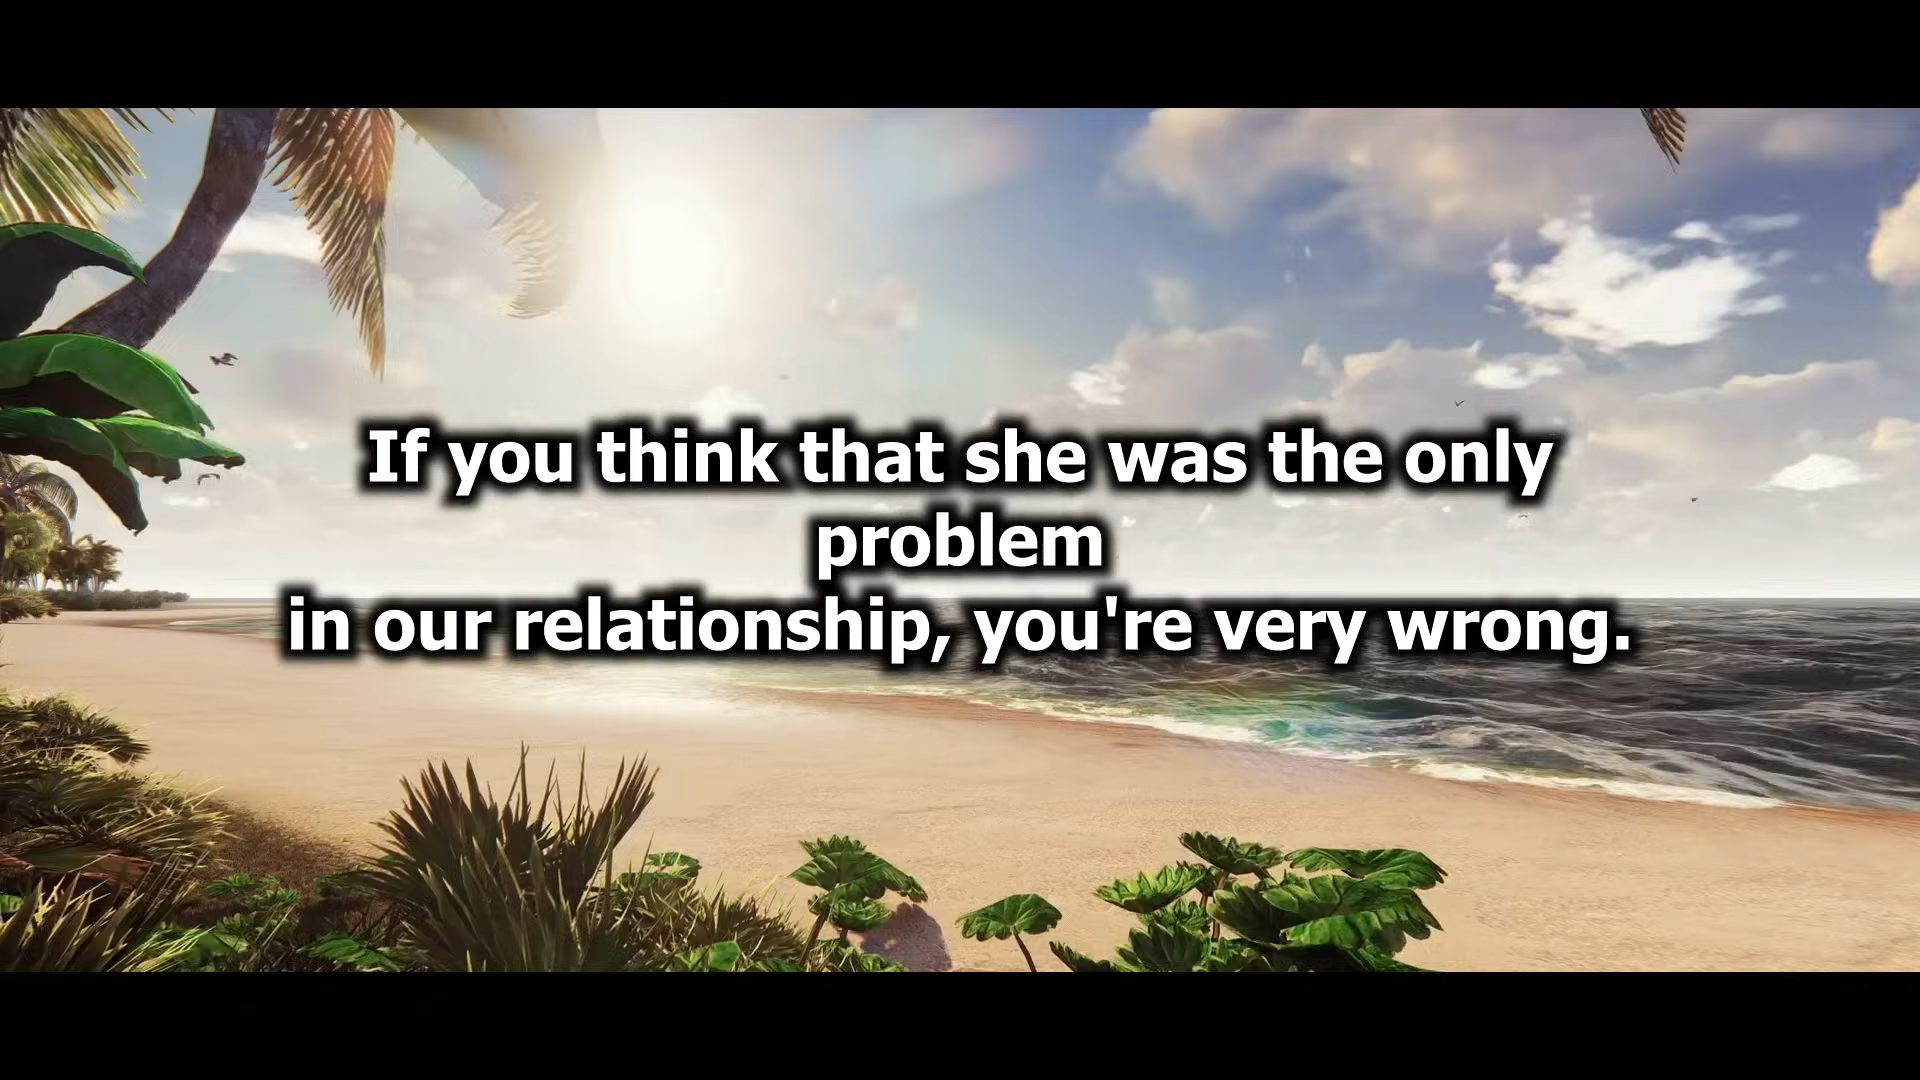 If you think that she was the only
problem
in our relationship, you're very wrong.